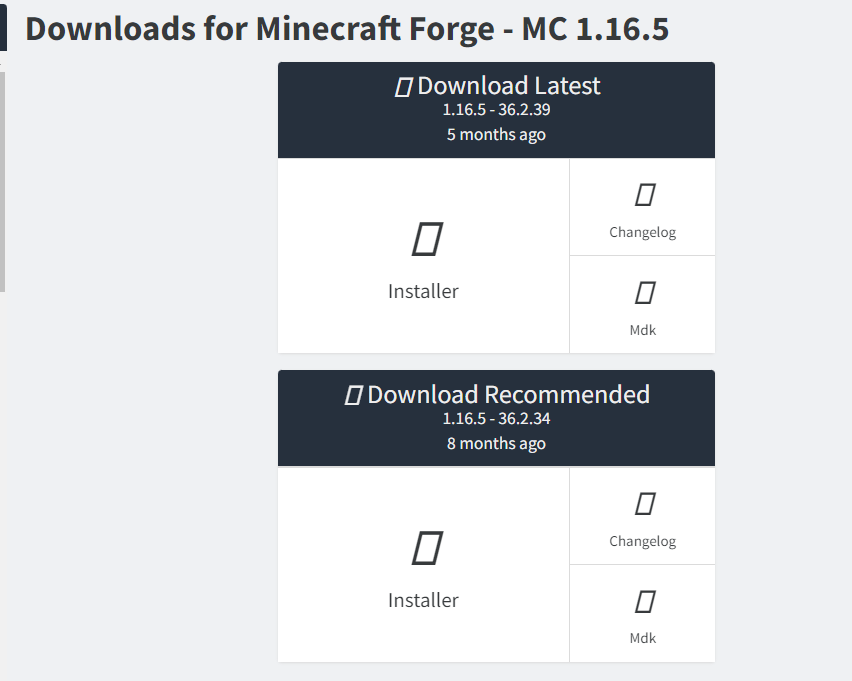 Downloads for Minecraft Forge - MC 1.16.5
Download Latest
1.16.5 - 36.2.39
5 months ago
Installer
Changelog
Mdk
Download Recommended
1.16.5 - 36.2.34
8 months ago
Installer
Changelog
Mdk